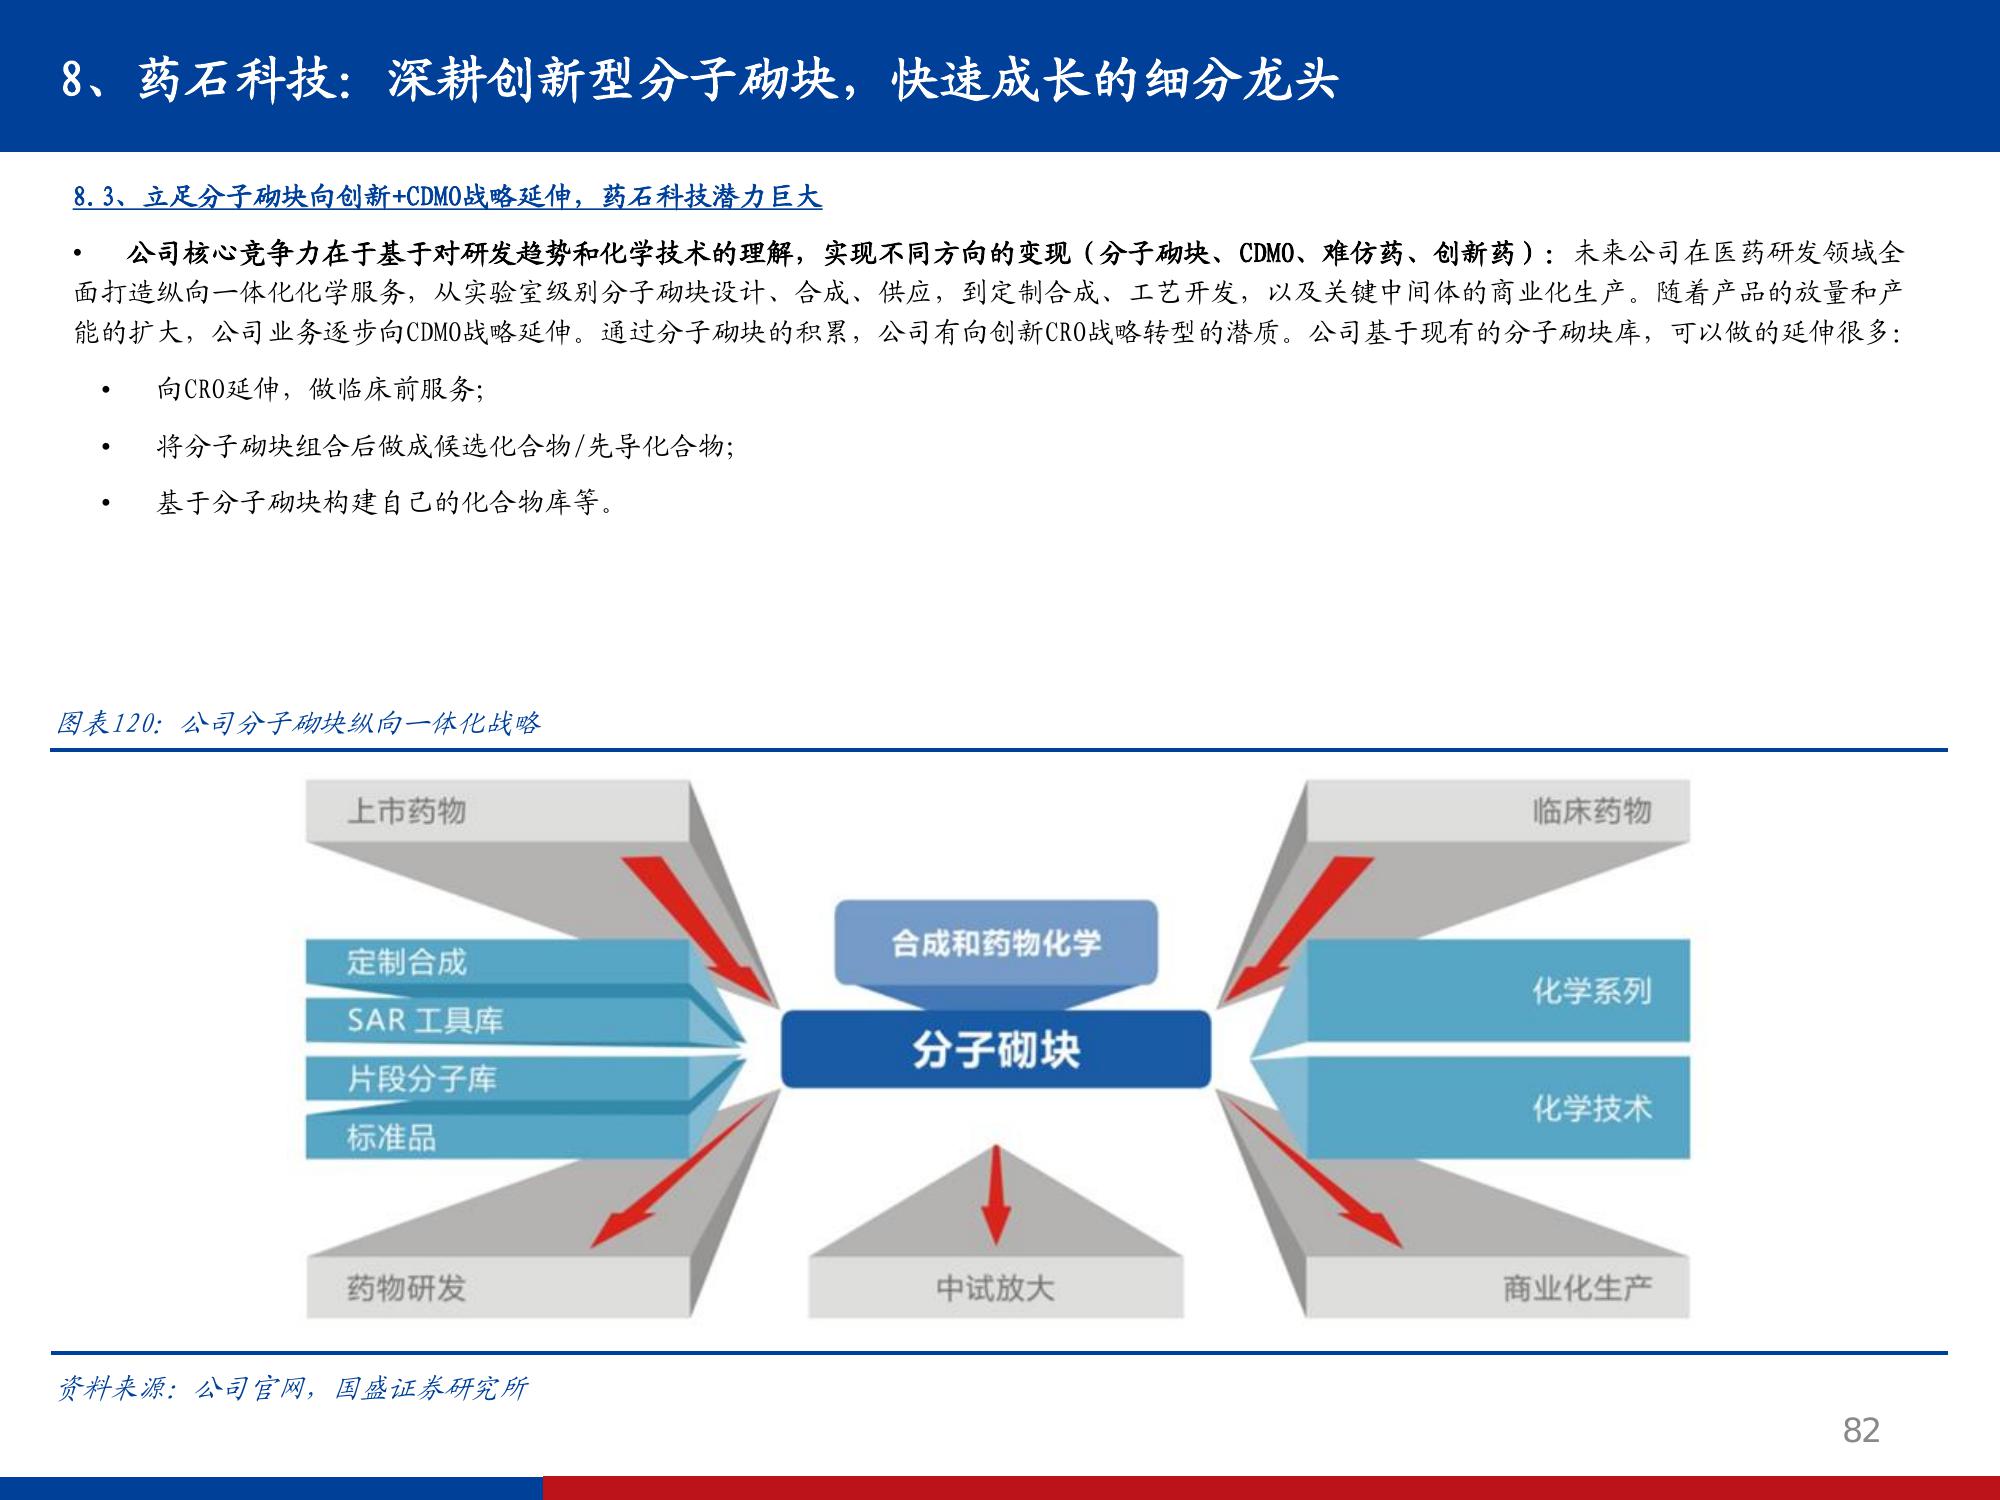 8、药石科技：深耕创新型分子砌块，快速成长的细分龙头
8.3、立足分子砌块向创新+CDMO战略延伸，药石科技潜力巨大
• 公司核心竞争力在于基于对研发趋势和化学技术的理解，实现不同方向的变现（分子砌块、CDMO、难仿药、创新药）：未来公司在医药研发领域全
面打造纵向一体化化学服务，从实验室级别分子砌块设计、合成、供应，到定制合成、工艺开发，以及关键中间体的商业化生产。随着产品的放量和产
能的扩大，公司业务逐步向CDMO战略延伸。通过分子砌块的积累，公司有向创新CRO战略转型的潜质。公司基于现有的分子砌块库，可以做的延伸很多：
• 向CRO延伸，做临床前服务；
• 将分子砌块组合后做成候选化合物/先导化合物；
• 基于分子砌块构建自己的化合物库等。
图表120：公司分子砌块纵向一体化战略
上市药物
临床药物
合成和药物化学
定制合成
SAR 工具库
片段分子库
标准品
分子砌块
化学系列
化学技术
药物研发
中试放大
商业化生产
资料来源：公司官网，国盛证券研究所
82